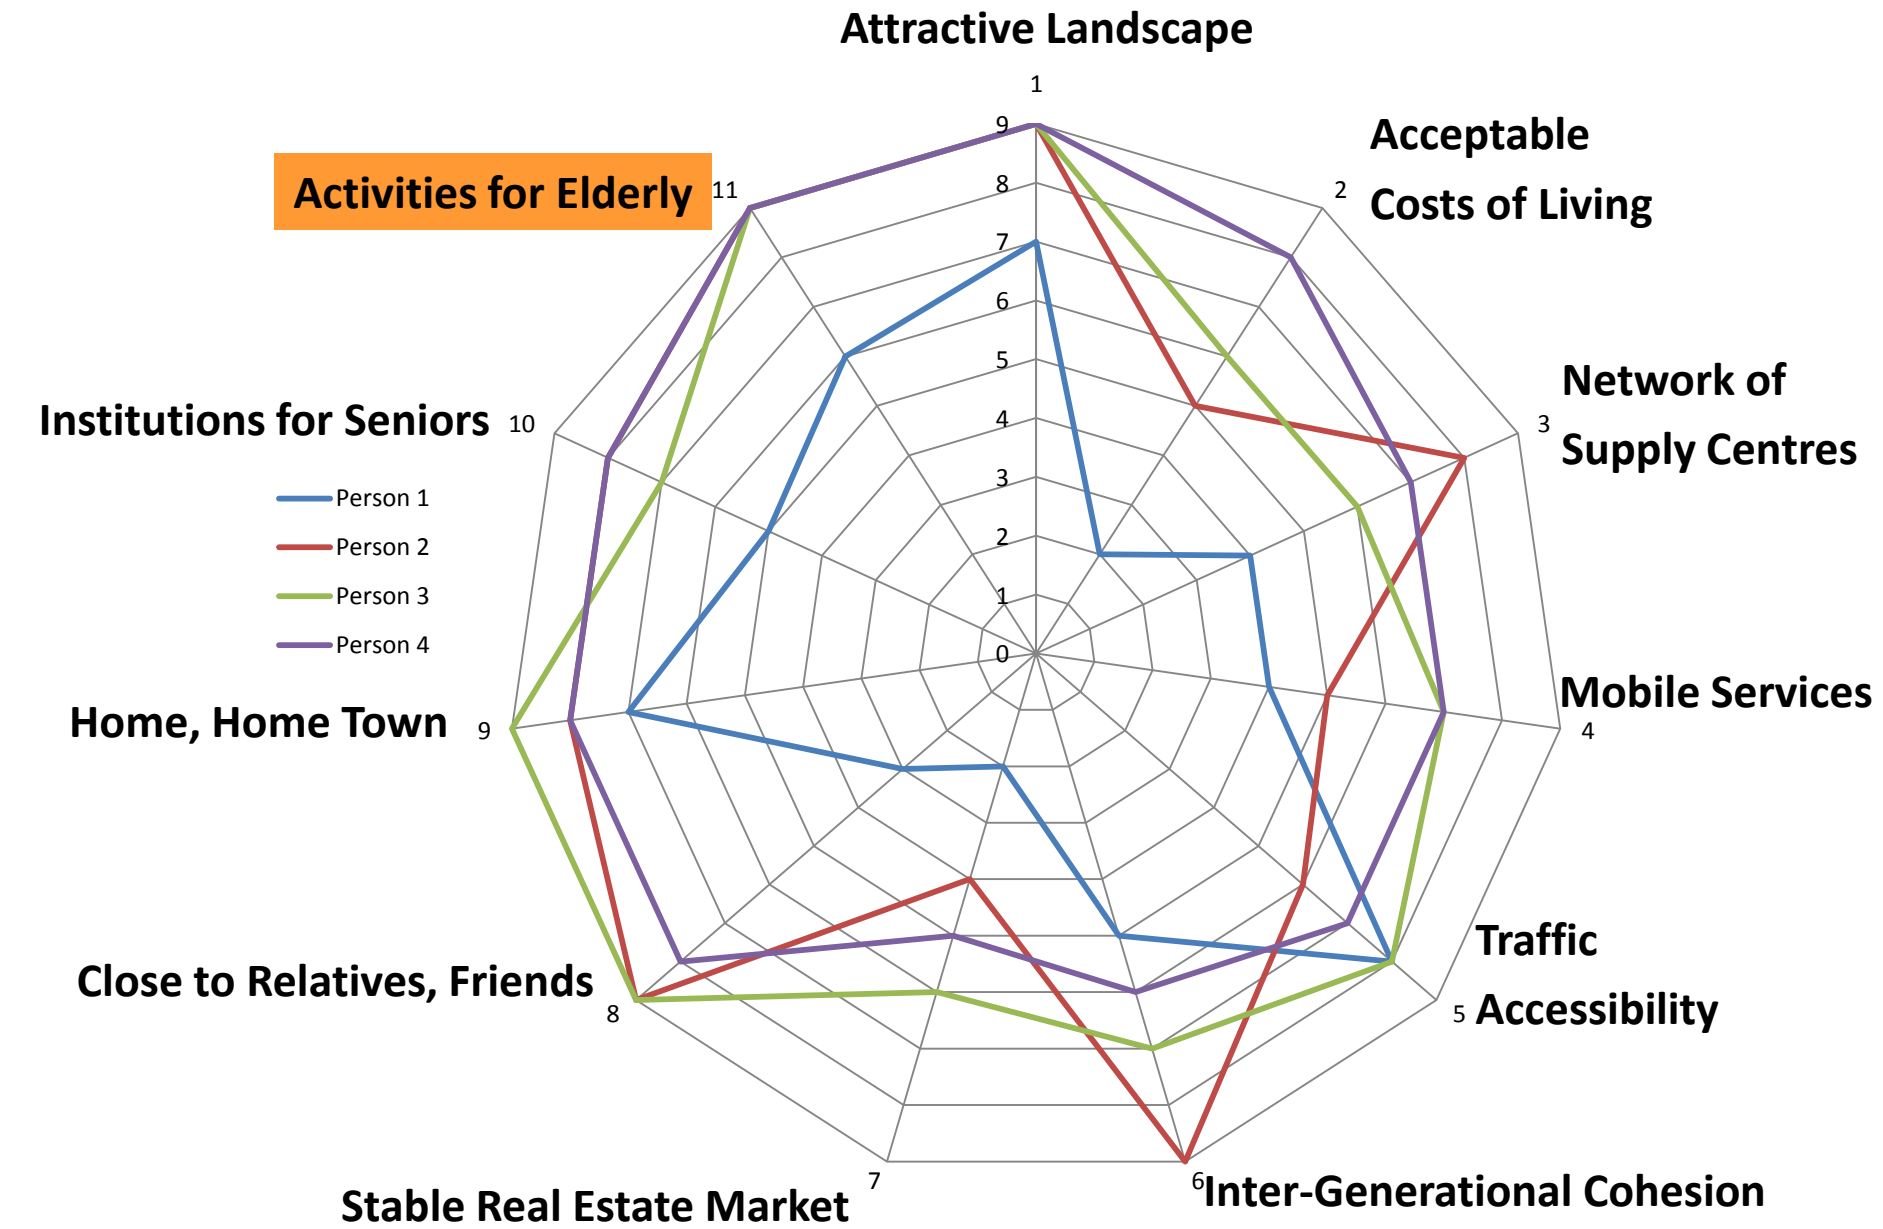 Attractive Landscape
1
Acceptable
Costs of Living
2
Network of
Supply Centres
3
Mobile Services
4
Traffic
Accessibility
5
Inter-Generational Cohesion
6
Stable Real Estate Market
7
Close to Relatives, Friends
8
Home, Home Town
9
Institutions for Seniors
10
Activities for Elderly
11
9
8
7
6
5
4
3
2
1
0
Person 1
Person 2
Person 3
Person 4